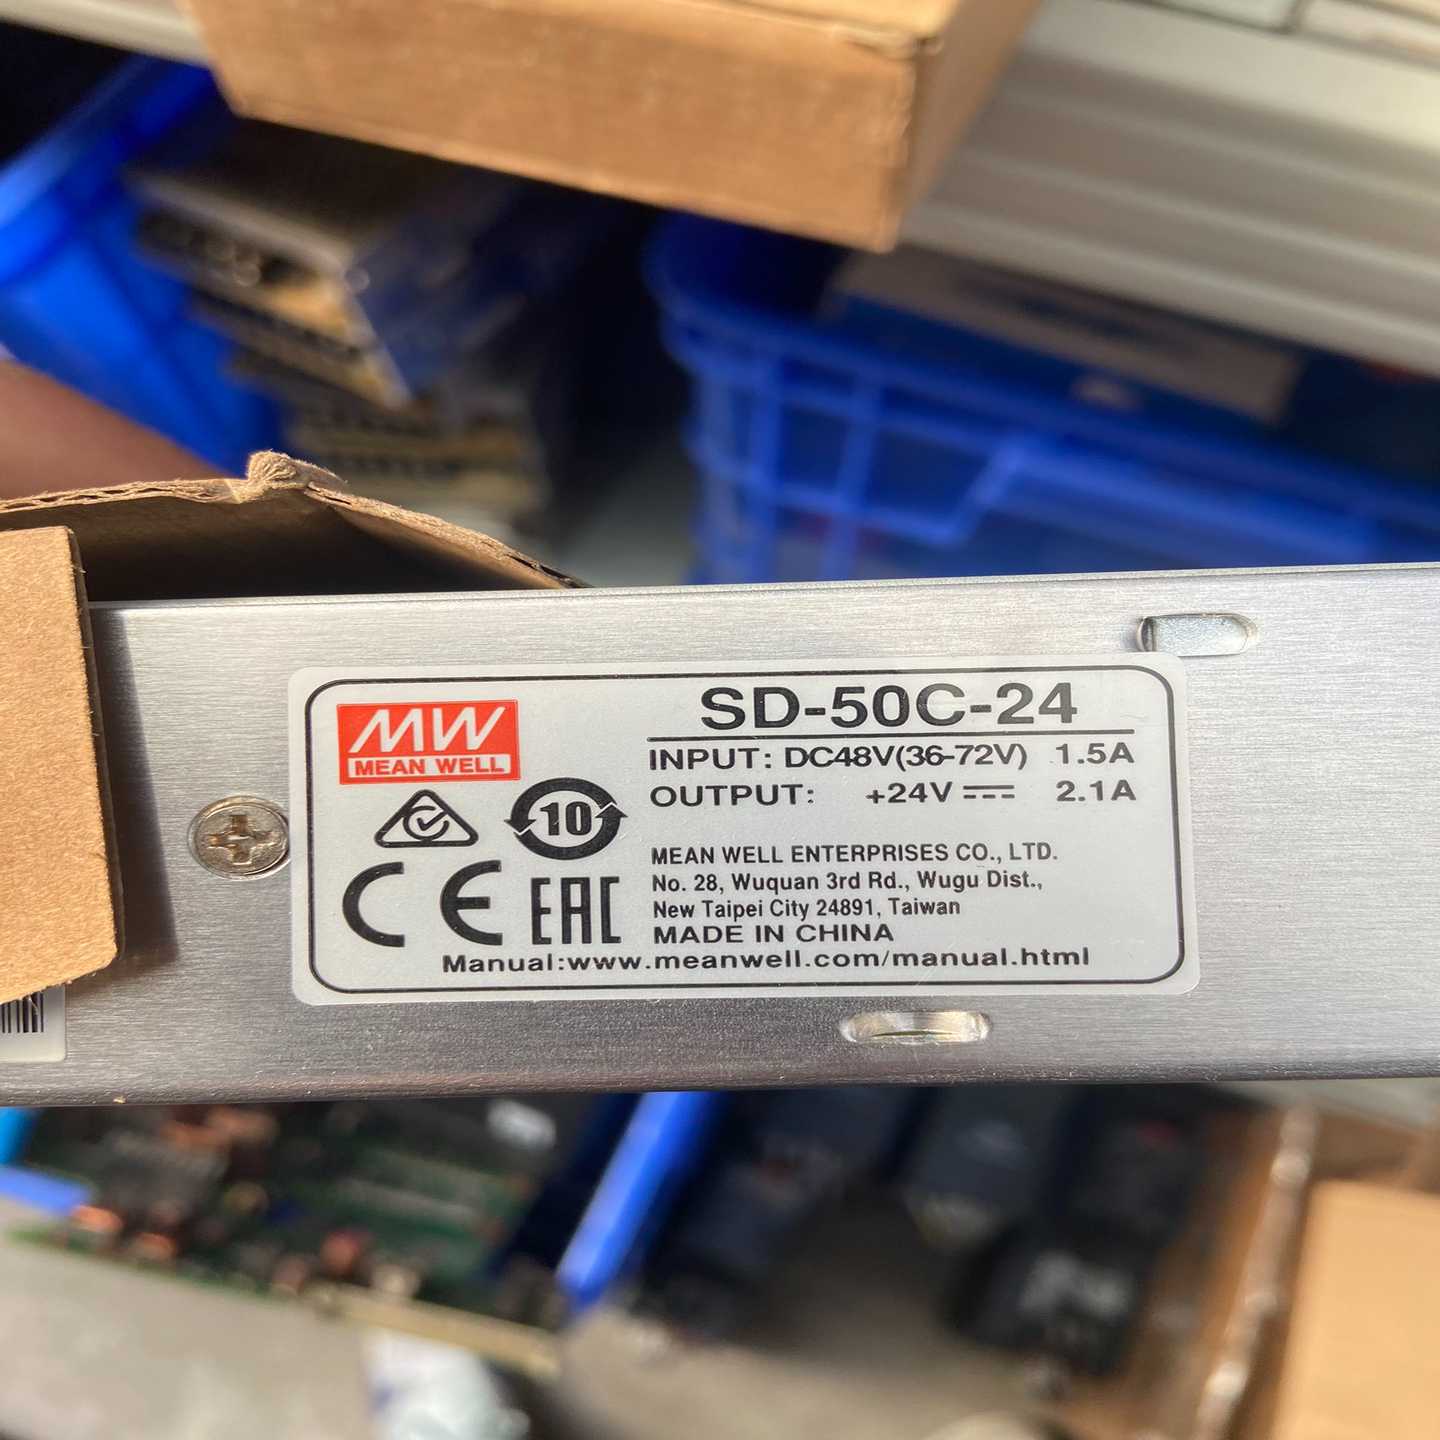 MW
MEAN WELL
SD-50C-24
INPUT: DC48V(36-72V) 1.5A
OUTPUT: +24V⎓ 2.1A
10
CE EAC
MEAN WELL ENTERPRISES CO., LTD.
No. 28, Wuquan 3rd Rd., Wugu Dist.,
New Taipei City 24891, Taiwan
MADE IN CHINA
Manual:www.meanwell.com/manual.html